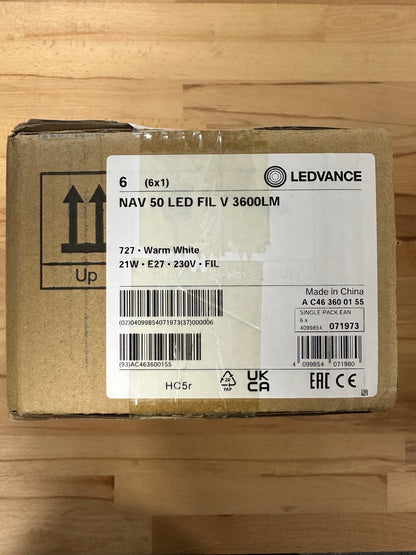 6 (6x1)
LEDVANCE
NAV 50 LED FIL V 3600LM
727 · Warm White
21W · E27 · 230V · FIL
Made in China
A C46 360 01 55
SINGLE PACK EAN
6 x
4099854 071973
(02)04099854071973(37)000006
(93)AC463600155
4 099854 071980
HC5r
20
PAP
UK
CA
EAC CE
Up